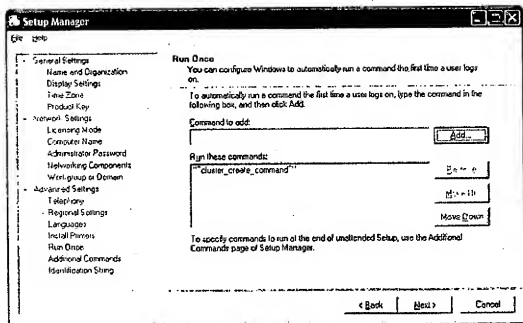 Setup Manager
File Help
General Settings
Name and Organization
Display Settings
Time Zone
Product Key
Network Settings
Licensing Mode
Computer Name
Administrator Password
Networking Components
Workgroup or Domain
Advanced Settings
Telephony
Regional Settings
Languages
Install Printers
Run Once
Additional Commands
Identification String
Run Once
You can configure Windows to automatically run a command the first time a user logs
on.
To automatically run a command the first time a user logs on, type the command in the
following box, and then click Add.
Command to add:
Add...
Run these commands:
"cluster_create_command"
Remove
Move Up
Move Down
To specify commands to run at the end of unattended Setup, use the Additional
Commands page of Setup Manager.
< Back
Next >
Cancel